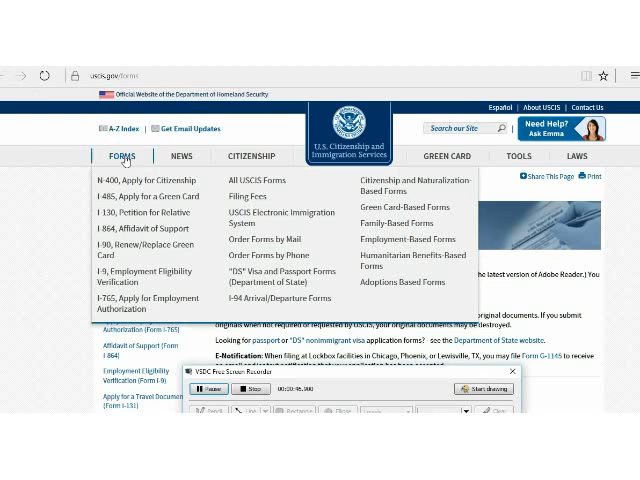 uscis.gov/forms
Official Website of the Department of Homeland Security
Español | About USCIS | Contact Us
A-Z Index | Get Email Updates
Search our Site
Need Help?
Ask Emma
U.S. Citizenship and
Immigration Services
FORMS NEWS CITIZENSHIP GREEN CARD TOOLS LAWS
Share This Page Print
N-400, Apply for Citizenship
I-485, Apply for a Green Card
I-130, Petition for Relative
I-864, Affidavit of Support
I-90, Renew/Replace Green
Card
I-9, Employment Eligibility
Verification
I-765, Apply for Employment
Authorization
All USCIS Forms
Filing Fees
USCIS Electronic Immigration
System
Order Forms by Mail
Order Forms by Phone
"DS" Visa and Passport Forms
(Department of State)
I-94 Arrival/Departure Forms
Citizenship and Naturalization-
Based Forms
Green Card-Based Forms
Family-Based Forms
Employment-Based Forms
Humanitarian Benefits-Based
Forms
Adoptions Based Forms
the latest version of Adobe Reader.) You
documents. If you submit
originals when not required or requested by USCIS, your original documents may be destroyed.
Looking for passport or "DS" nonimmigrant visa application forms? see the Department of State website.
E-Notification: When filing at Lockbox facilities in Chicago, Phoenix, or Lewisville, TX, you may file Form G-1145 to receive
Authorization (Form
I-765)
Affidavit of Support (Form
I-864)
Employment Eligibility
Verification (Form I-9)
Apply for a Travel Document
(Form I-131)
VSDC Free Screen Recorder
Pause Stop 00:00:46.900 Start drawing
Pencil Line Rectangle Ellipse Clear